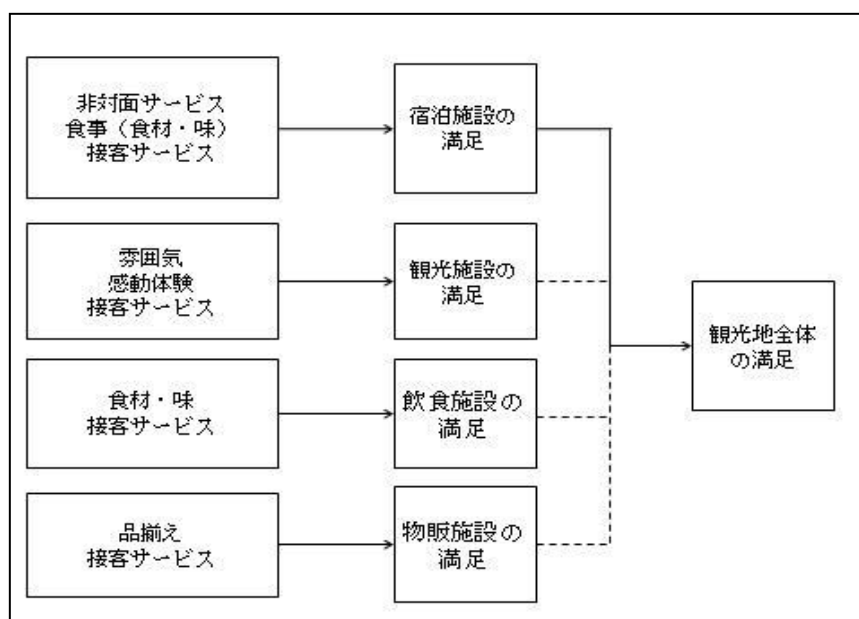 非対面サービス
食事（食材・味）
接客サービス
宿泊施設の
満足
雰囲気
感動体験
接客サービス
観光施設の
満足
観光地全体
の満足
食材・味
接客サービス
飲食施設の
満足
品揃え
接客サービス
物販施設の
満足